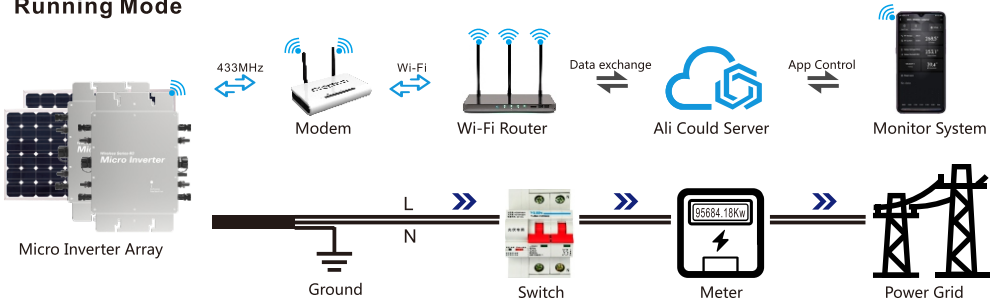 Running Mode
433MHz
Wi-Fi
Data exchange
App Control
Modem
Wi-Fi Router
Ali Could Server
Monitor System
Micro Inverter
L
N
95684.18Kw
Micro Inverter Array
Ground
Switch
Meter
Power Grid